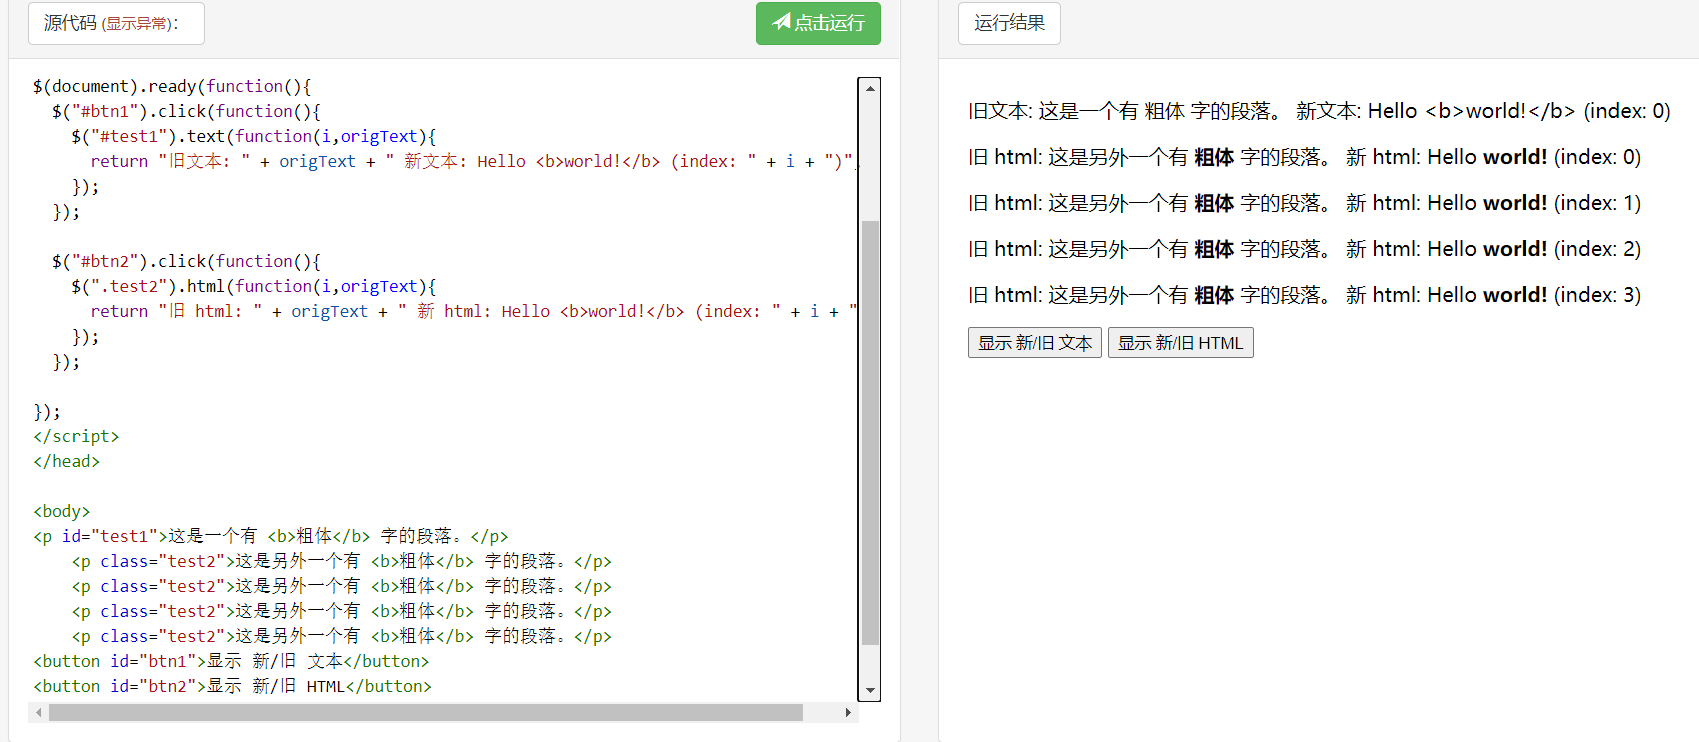 源代码 (显示异常)：
点击运行
$(document).ready(function(){
  $("#btn1").click(function(){
    $("#test1").text(function(i,origText){
      return "旧文本: " + origText + " 新文本: Hello <b>world!</b> (index: " + i + ")"
    });
  });

  $("#btn2").click(function(){
    $(".test2").html(function(i,origText){
      return "旧 html: " + origText + " 新 html: Hello <b>world!</b> (index: " + i + "
    });
  });

});
</script>
</head>

<body>
<p id="test1">这是一个有 <b>粗体</b> 字的段落。</p>
    <p class="test2">这是另外一个有 <b>粗体</b> 字的段落。</p>
    <p class="test2">这是另外一个有 <b>粗体</b> 字的段落。</p>
    <p class="test2">这是另外一个有 <b>粗体</b> 字的段落。</p>
    <p class="test2">这是另外一个有 <b>粗体</b> 字的段落。</p>
<button id="btn1">显示 新/旧 文本</button>
<button id="btn2">显示 新/旧 HTML</button>
运行结果
旧文本: 这是一个有 粗体 字的段落。 新文本: Hello <b>world!</b> (index: 0)
旧 html: 这是另外一个有 粗体 字的段落。 新 html: Hello world! (index: 0)
旧 html: 这是另外一个有 粗体 字的段落。 新 html: Hello world! (index: 1)
旧 html: 这是另外一个有 粗体 字的段落。 新 html: Hello world! (index: 2)
旧 html: 这是另外一个有 粗体 字的段落。 新 html: Hello world! (index: 3)
显示 新/旧 文本 显示 新/旧 HTML